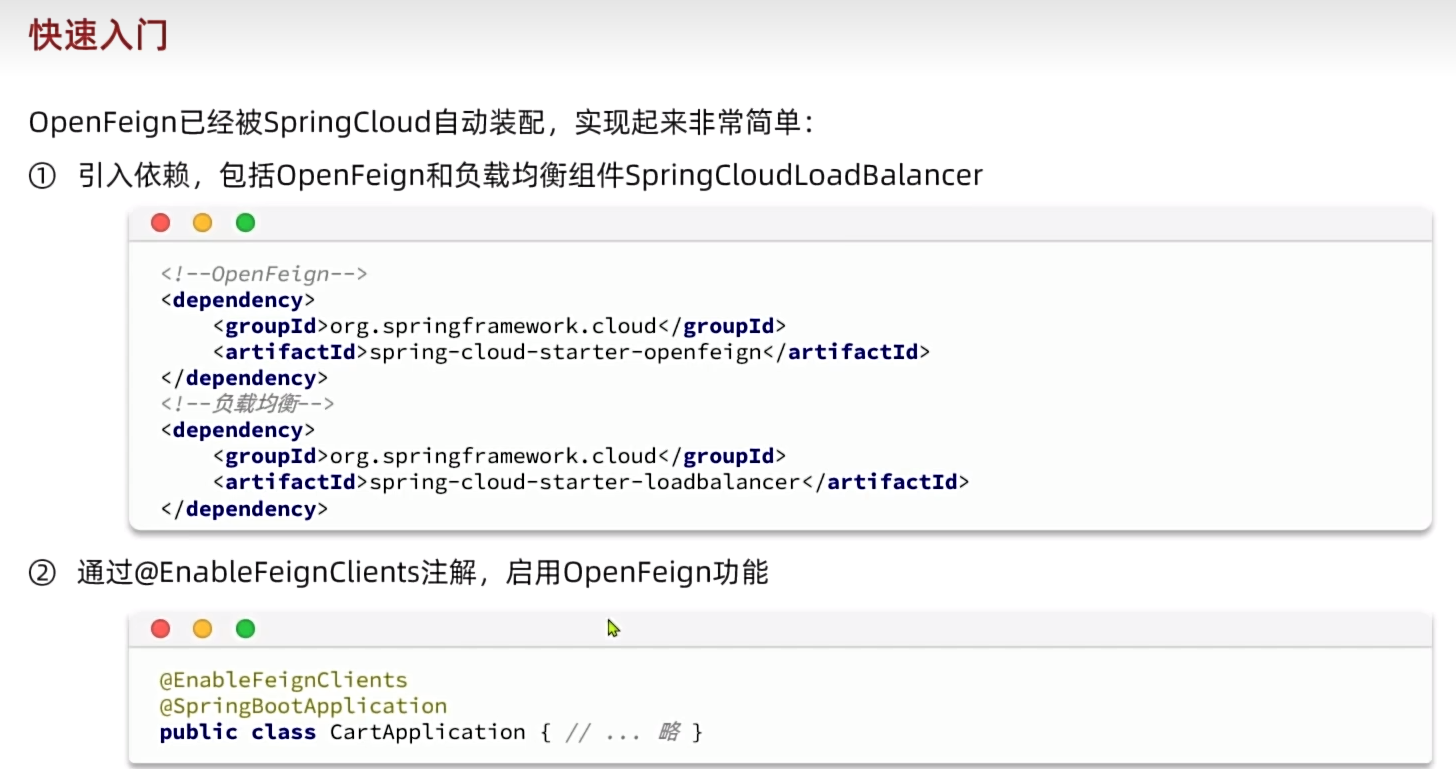 快速入门
OpenFeign已经被SpringCloud自动装配，实现起来非常简单：
① 引入依赖，包括OpenFeign和负载均衡组件SpringCloudLoadBalancer
<!--OpenFeign-->
<dependency>
    <groupId>org.springframework.cloud</groupId>
    <artifactId>spring-cloud-starter-openfeign</artifactId>
</dependency>
<!--负载均衡-->
<dependency>
    <groupId>org.springframework.cloud</groupId>
    <artifactId>spring-cloud-starter-loadbalancer</artifactId>
</dependency>
② 通过@EnableFeignClients注解，启用OpenFeign功能
@EnableFeignClients
@SpringBootApplication
public class CartApplication { // ... 略 }